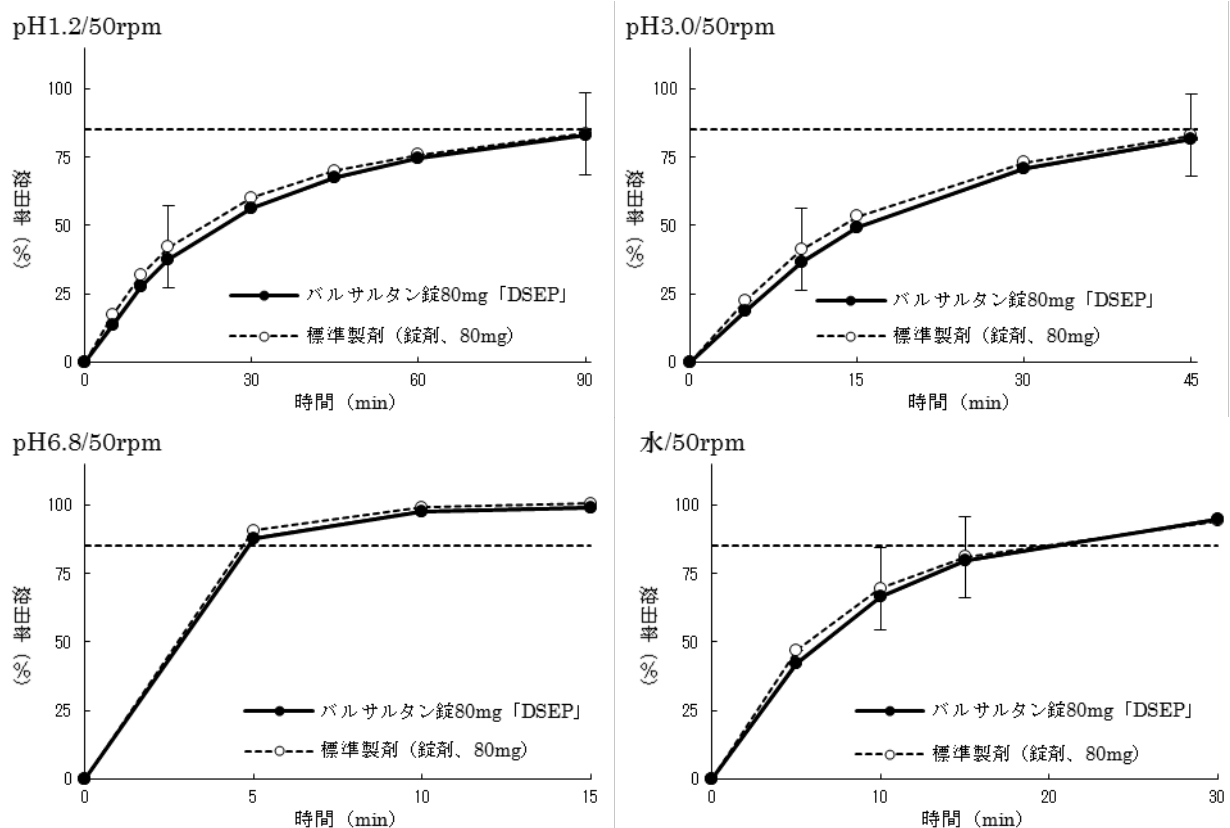 pH1.2/50rpm
100
75
50
25
0
溶出率 (%)
バルサルタン錠80mg「DSEP」
標準製剤（錠剤、80mg）
0 30 60 90
時間（min）
pH3.0/50rpm
100
75
50
25
0
溶出率 (%)
バルサルタン錠80mg「DSEP」
標準製剤（錠剤、80mg）
0 15 30 45
時間（min）
pH6.8/50rpm
100
75
50
25
0
溶出率 (%)
バルサルタン錠80mg「DSEP」
標準製剤（錠剤、80mg）
0 5 10 15
時間（min）
水/50rpm
100
75
50
25
0
溶出率 (%)
バルサルタン錠80mg「DSEP」
標準製剤（錠剤、80mg）
0 10 20 30
時間（min）